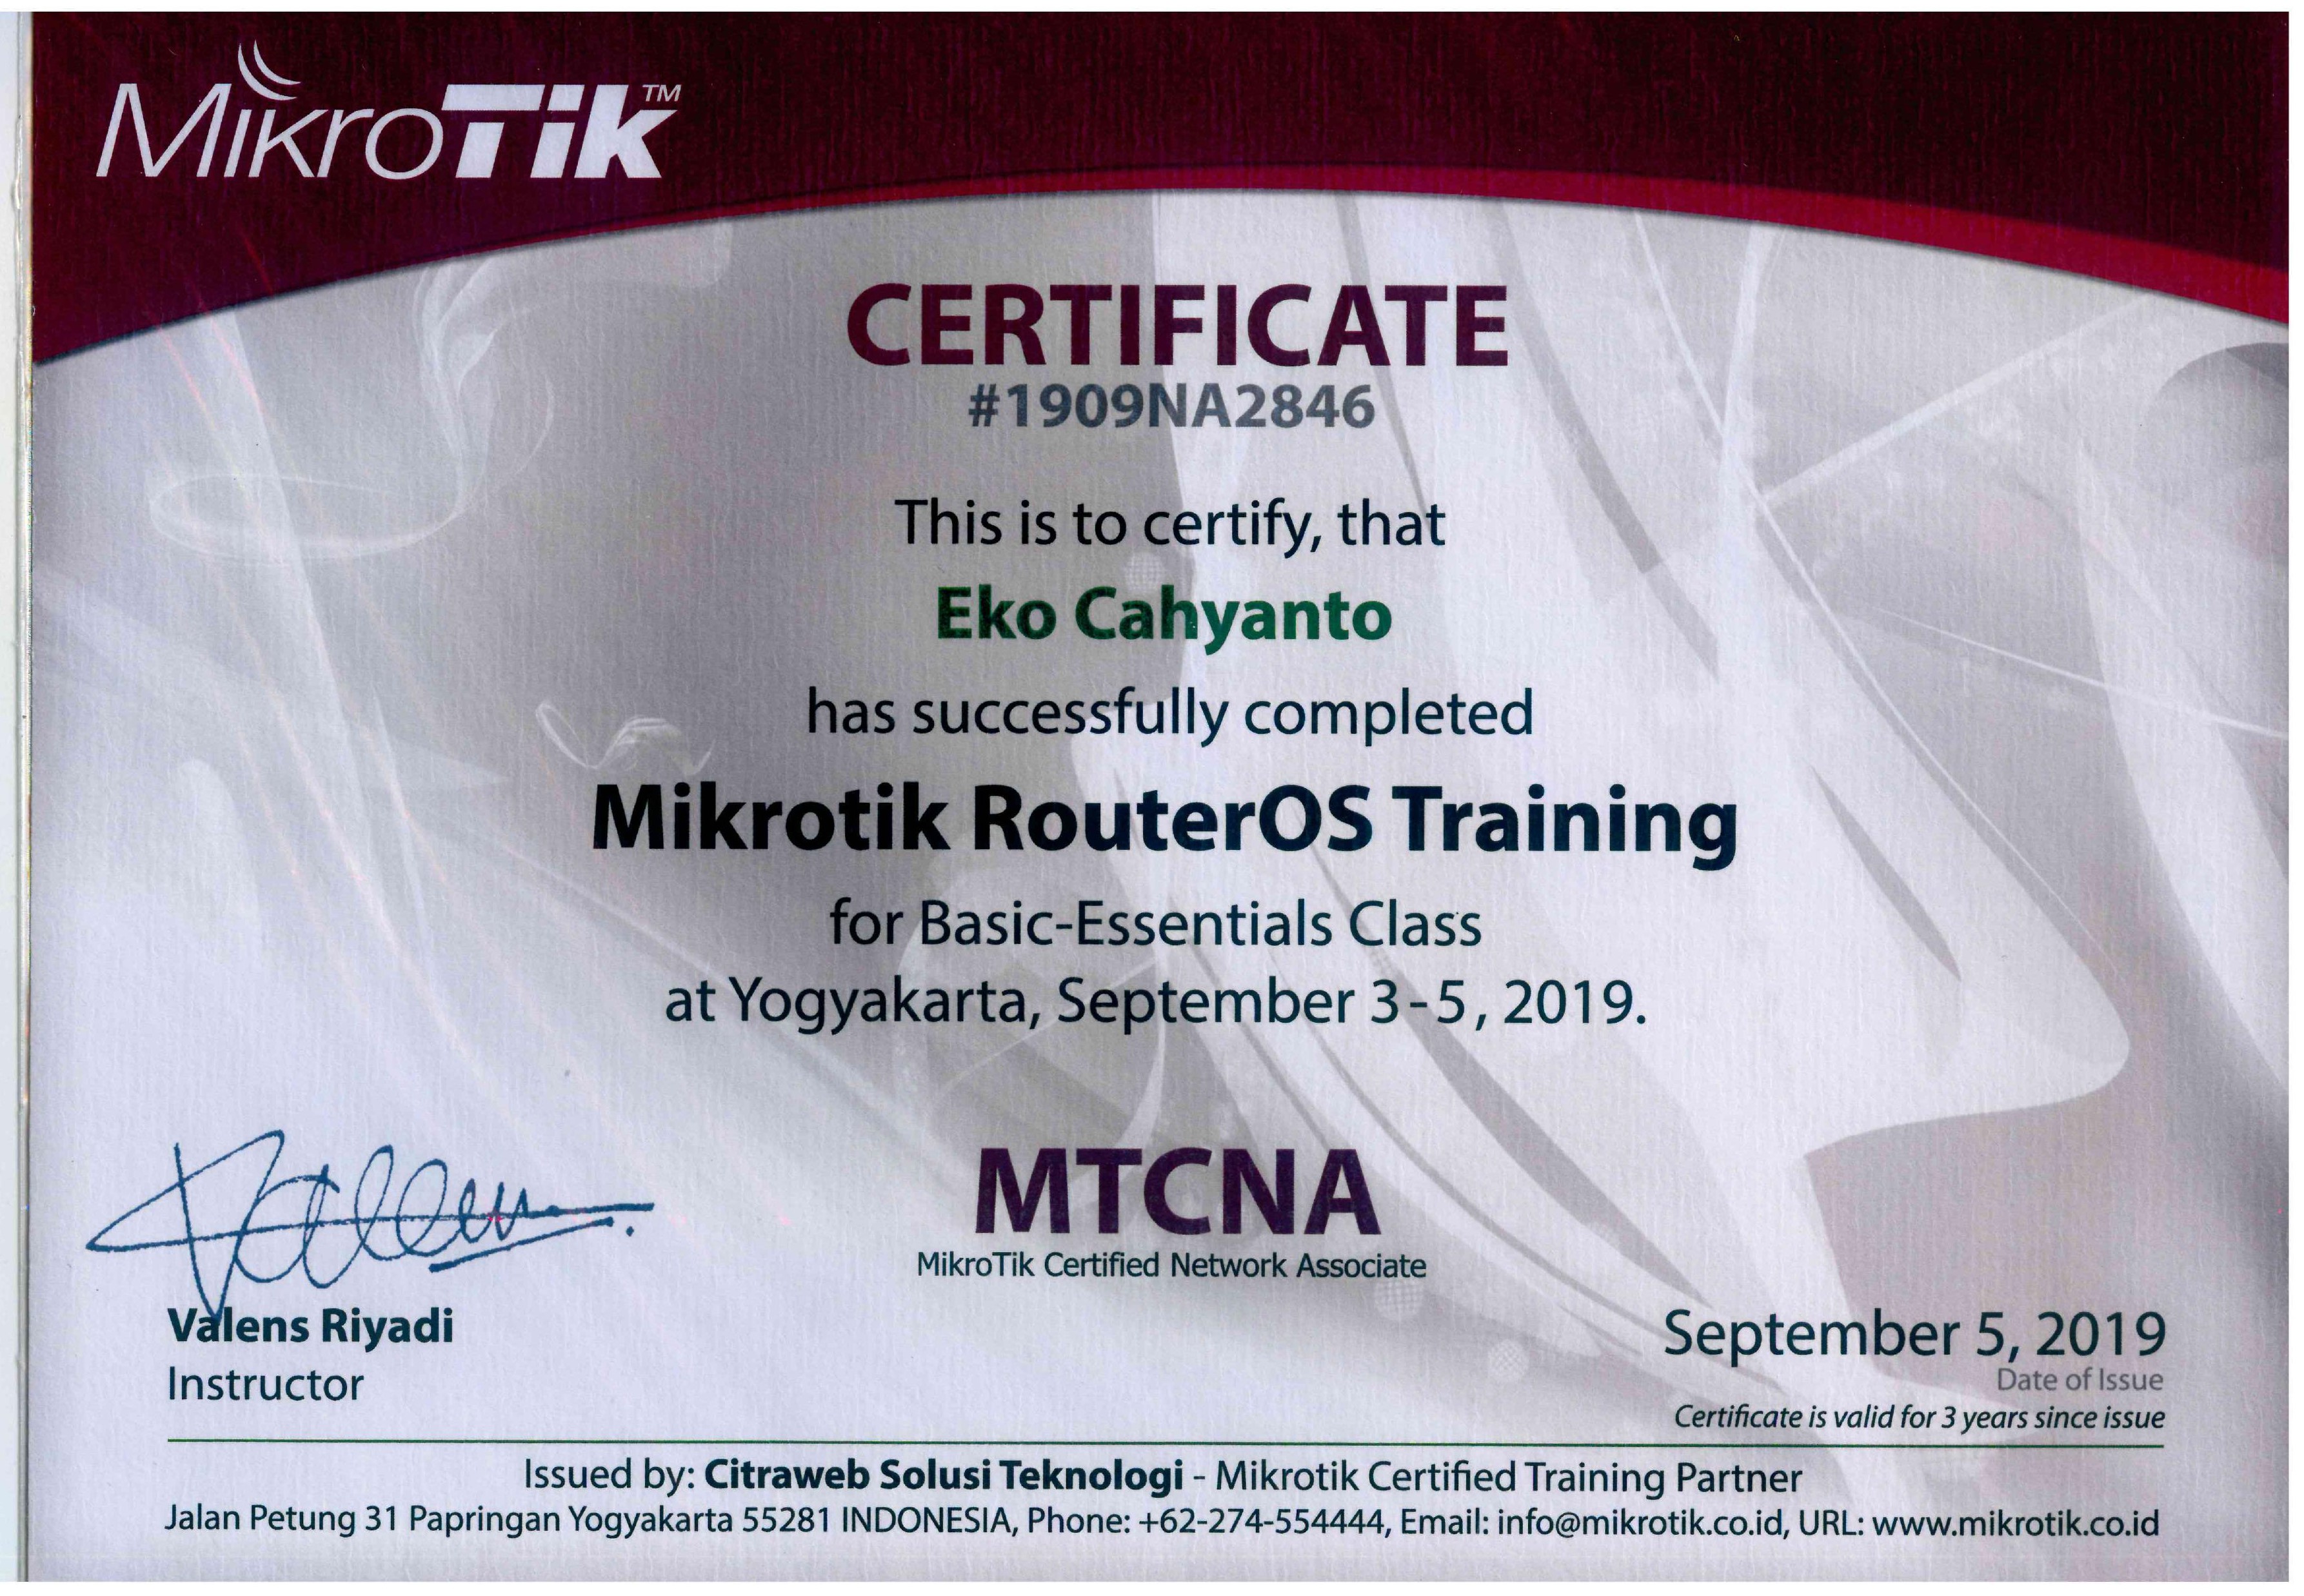 MikroTik™
CERTIFICATE
#1909NA2846
This is to certify, that
Eko Cahyanto
has successfully completed
Mikrotik RouterOS Training
for Basic-Essentials Class
at Yogyakarta, September 3-5, 2019.
Valens
MTCNA
MikroTik Certified Network Associate
Valens Riyadi
Instructor
September 5, 2019
Date of Issue
Certificate is valid for 3 years since issue
Issued by: Citraweb Solusi Teknologi - Mikrotik Certified Training Partner
Jalan Petung 31 Papringan Yogyakarta 55281 INDONESIA, Phone: +62-274-554444, Email: info@mikrotik.co.id, URL: www.mikrotik.co.id